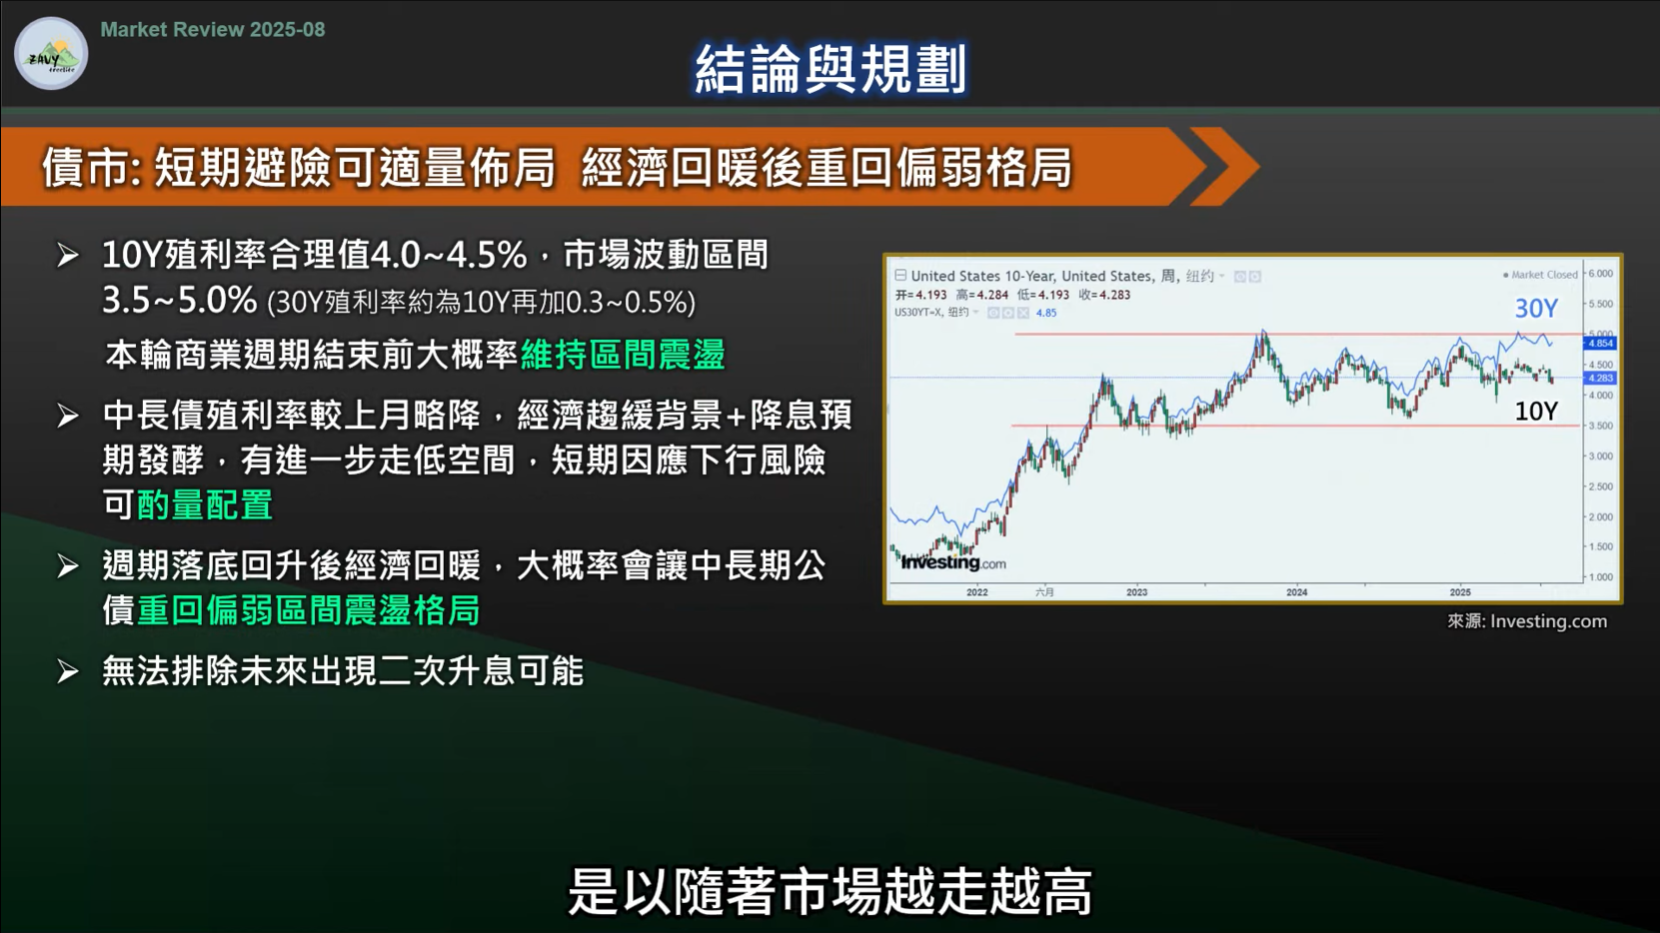 Market Review 2025-08
ZAVY
freelife
結論與規劃
債市: 短期避險可適量佈局 經濟回暖後重回偏弱格局
10Y殖利率合理值4.0~4.5%，市場波動區間
3.5~5.0% (30Y殖利率約為10Y再加0.3~0.5%)
本輪商業週期結束前大概率維持區間震盪
中長債殖利率較上月略降，經濟趨緩背景+降息預
期發酵，有進一步走低空間，短期因應下行風險
可酌量配置
週期落底回升後經濟回暖，大概率會讓中長期公
債重回偏弱區間震盪格局
無法排除未來出現二次升息可能
United States 10-Year, United States, 周, 纽约
Market Closed
开=4.193 高=4.284 低=4.193 收=4.283
US30YT=X, 纽约 4.85
30Y
10Y
6.000
5.500
5.000
4.854
4.500
4.283
4.000
3.500
3.000
2.500
2.000
1.500
1.000
Investing.com
2022 六月 2023 2024 2025
來源: Investing.com
是以隨著市場越走越高